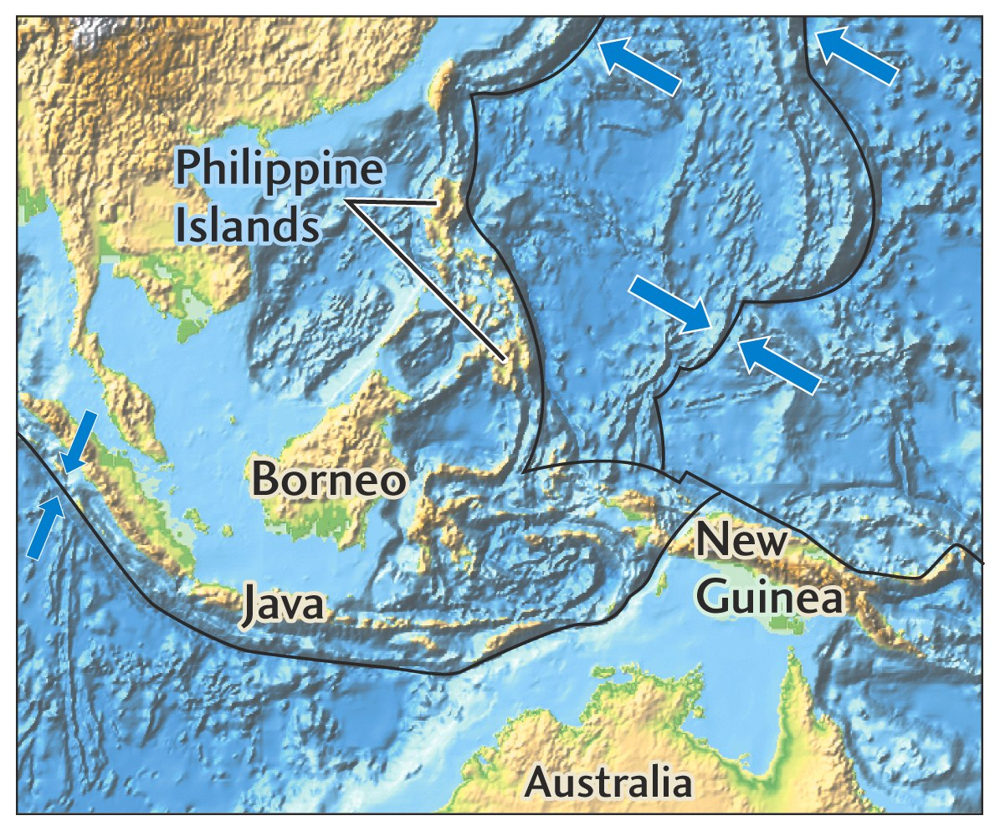 Philippine
Islands
Borneo
New
Guinea
Java
Australia